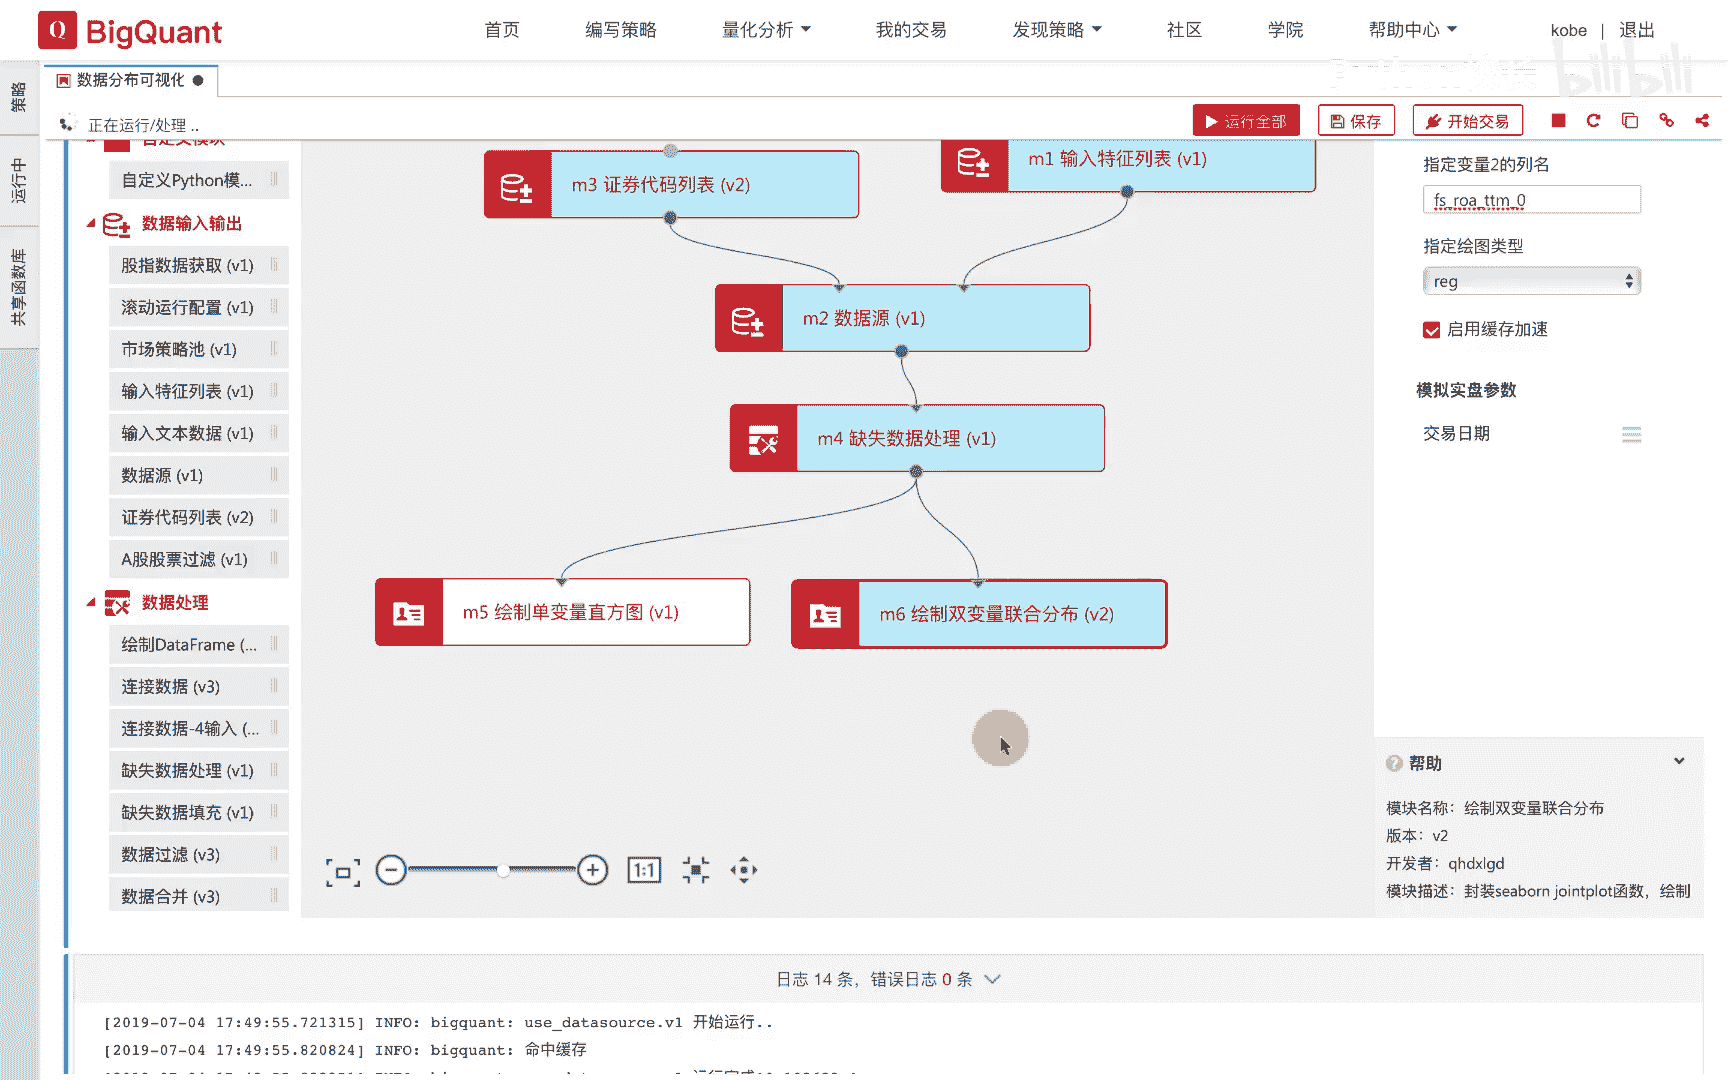 BigQuant
首页
编写策略
量化分析
我的交易
发现策略
社区
学院
帮助中心
kobe | 退出
bilibili
策略
运行中
共享函数库
数据分布可视化 ●
正在运行/处理 ..
运行全部
保存
开始交易
自定义模块
自定义Python模...
数据输入输出
股指数据获取 (v1)
滚动运行配置 (v1)
市场策略池 (v1)
输入特征列表 (v1)
输入文本数据 (v1)
数据源 (v1)
证券代码列表 (v2)
A股股票过滤 (v1)
数据处理
绘制DataFrame (...
连接数据 (v3)
连接数据-4输入 (...
缺失数据处理 (v1)
缺失数据填充 (v1)
数据过滤 (v3)
数据合并 (v3)
m3 证券代码列表 (v2)
m1 输入特征列表 (v1)
m2 数据源 (v1)
m4 缺失数据处理 (v1)
m5 绘制单变量直方图 (v1)
m6 绘制双变量联合分布 (v2)
1:1
指定变量2的列名
fs_roa_ttm_0
指定绘图类型
reg
启用缓存加速
模拟实盘参数
交易日期
帮助
模块名称：绘制双变量联合分布
版本：v2
开发者：qhdxlgd
模块描述：封装seaborn jointplot函数，绘制
日志 14 条，错误日志 0 条
[2019-07-04 17:49:55.721315] INFO: bigquant: use_datasource.v1 开始运行..
[2019-07-04 17:49:55.820824] INFO: bigquant: 命中缓存